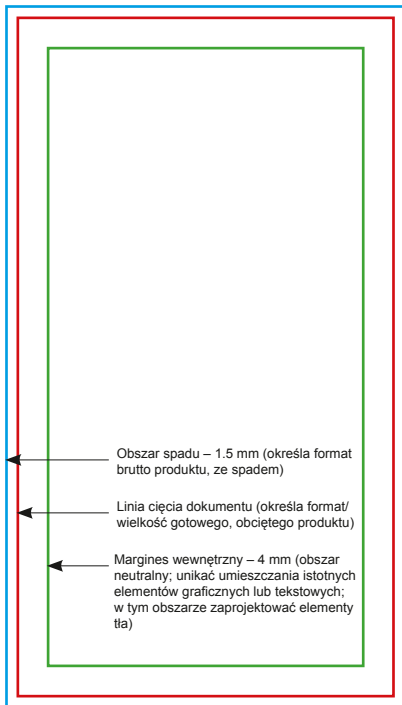 Obszar spadu – 1.5 mm (określa format
brutto produktu, ze spadem)
Linia cięcia dokumentu (określa format/
wielkość gotowego, obciętego produktu)
Margines wewnętrzny – 4 mm (obszar
neutralny; unikać umieszczania istotnych
elementów graficznych lub tekstowych;
w tym obszarze zaprojektować elementy
tła)